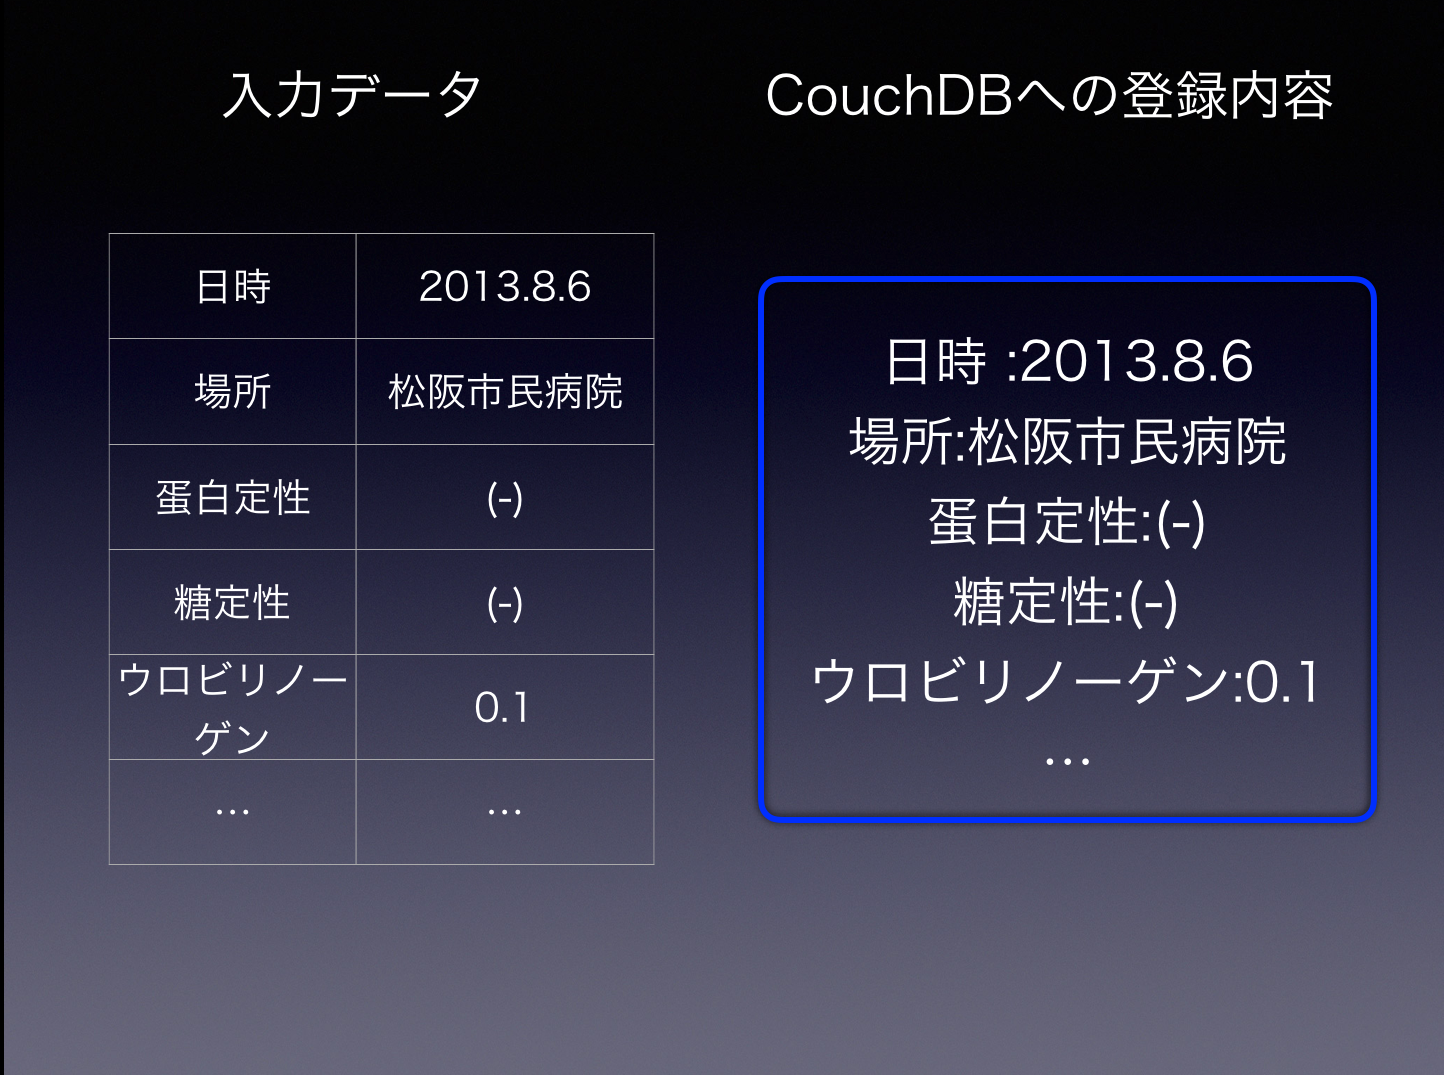 入力データ
CouchDBへの登録内容
日時 2013.8.6
場所 松阪市民病院
蛋白定性 (-)
糖定性 (-)
ウロビリノー
ゲン
0.1
… …
日時 :2013.8.6
場所:松阪市民病院
蛋白定性:(-)
糖定性:(-)
ウロビリノーゲン:0.1
…